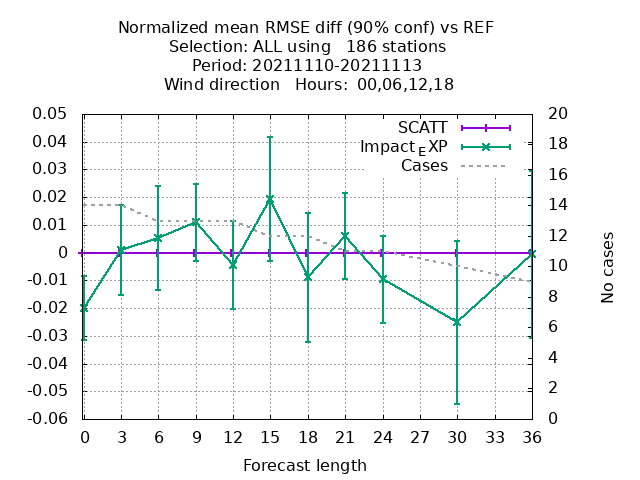 Normalized mean RMSE diff (90% conf) vs REF
Selection: ALL using   186 stations
Period: 20211110-20211113
Wind direction   Hours:  00,06,12,18
0.05
0.04
0.03
0.02
0.01
0
-0.01
-0.02
-0.03
-0.04
-0.05
-0.06
SCATT
Impact_EXP
Cases
20
18
16
14
12
10
8
6
4
2
0
No cases
0 3 6 9 12 15 18 21 24 27 30 33 36
Forecast length